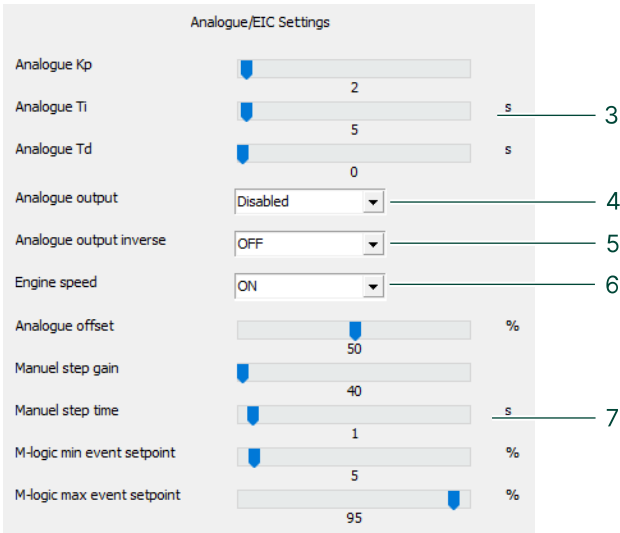 Analogue/EIC Settings
Analogue Kp
2
Analogue Ti s 3
5
Analogue Td s
0
Analogue output Disabled 4
Analogue output inverse OFF 5
Engine speed ON 6
Analogue offset %
50
Manuel step gain
40
Manuel step time s 7
1
M-logic min event setpoint %
5
M-logic max event setpoint %
95